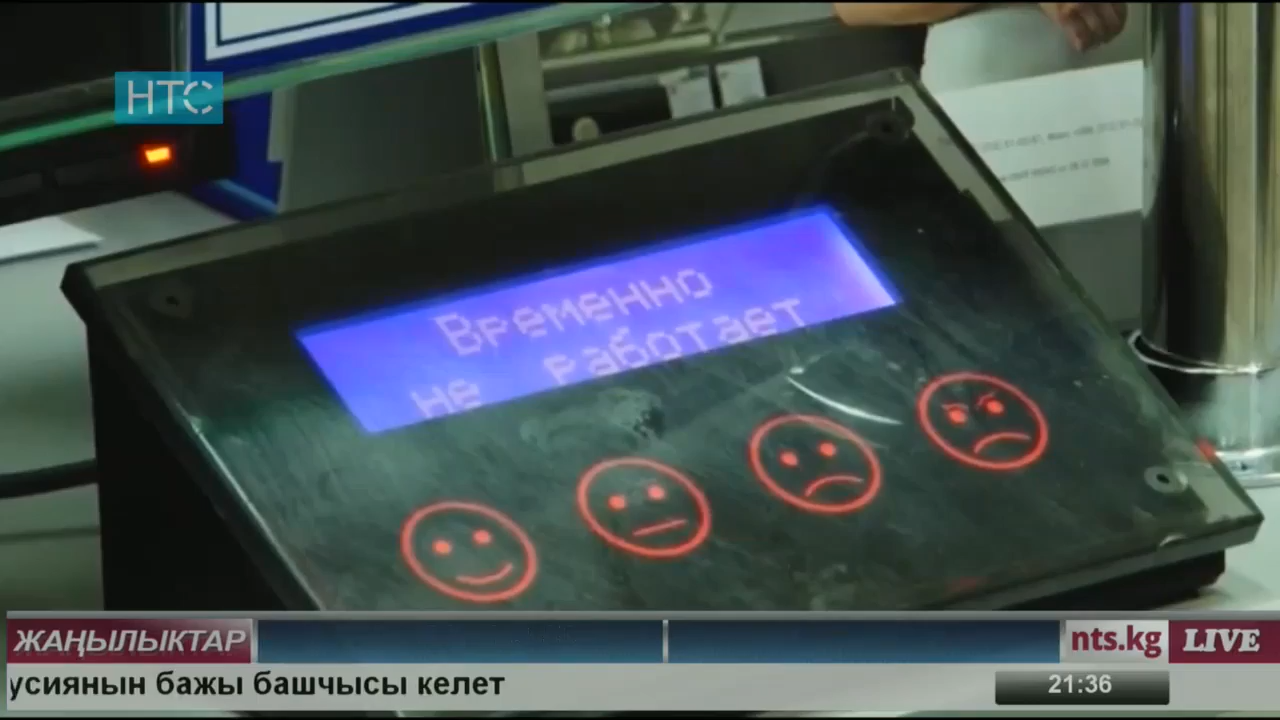 НТС
Временно
не работает
ЖАҢЫЛЫКТАР
nts.kg
LIVE
усиянын бажы башчысы келет
21:36